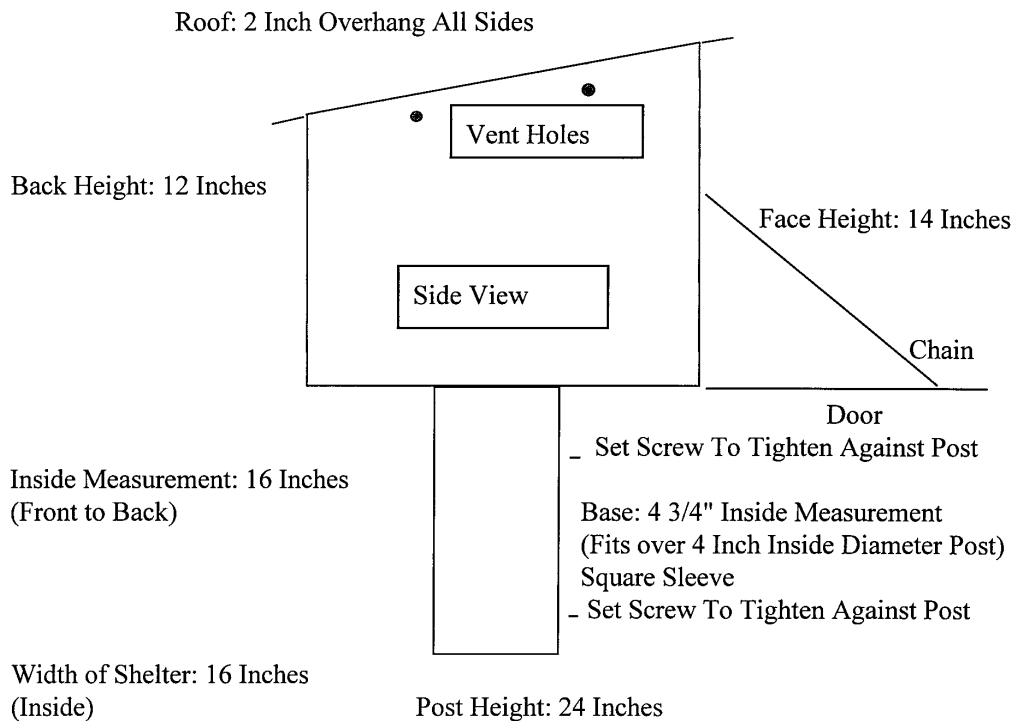 Roof: 2 Inch Overhang All Sides
Vent Holes
Back Height: 12 Inches
Face Height: 14 Inches
Side View
Chain
Door
Set Screw To Tighten Against Post
Inside Measurement: 16 Inches
(Front to Back)
Base: 4 3/4" Inside Measurement
(Fits over 4 Inch Inside Diameter Post)
Square Sleeve
Set Screw To Tighten Against Post
Width of Shelter: 16 Inches
(Inside)
Post Height: 24 Inches